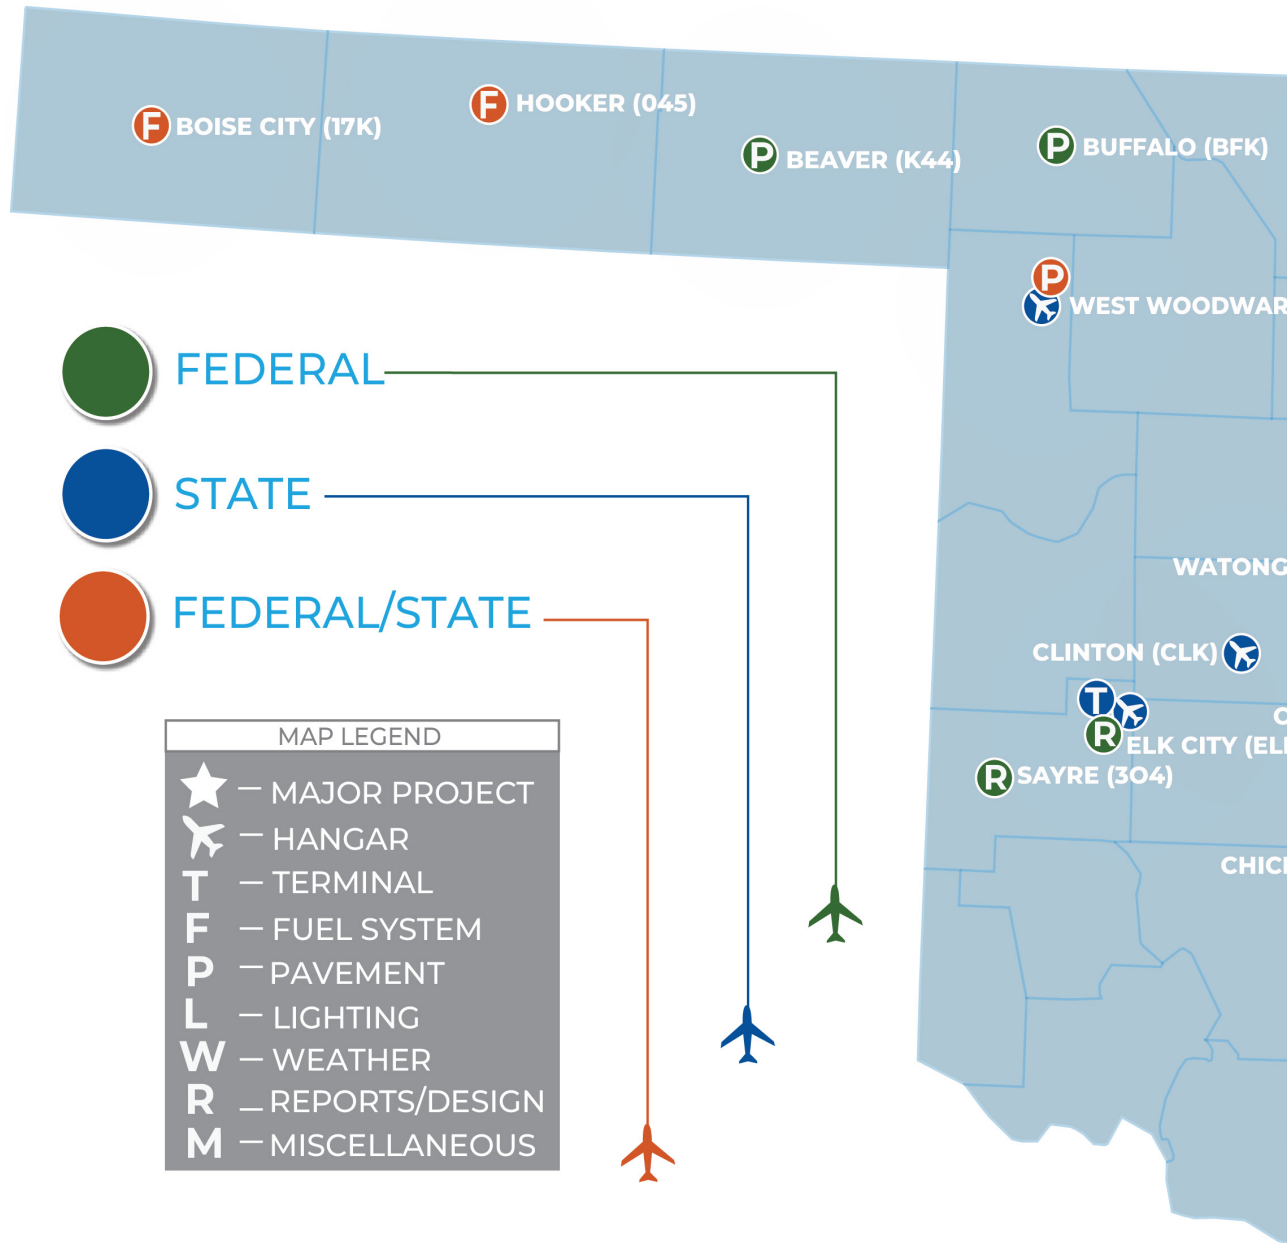 F BOISE CITY (17K)
F HOOKER (045)
P BEAVER (K44)
P BUFFALO (BFK)
P
WEST WOODWAR
FEDERAL
STATE
FEDERAL/STATE
WATONG
CLINTON (CLK)
T
R ELK CITY (EL
R SAYRE (3O4)
CHIC
MAP LEGEND
— MAJOR PROJECT
— HANGAR
T — TERMINAL
F — FUEL SYSTEM
P — PAVEMENT
L — LIGHTING
W — WEATHER
R — REPORTS/DESIGN
M — MISCELLANEOUS